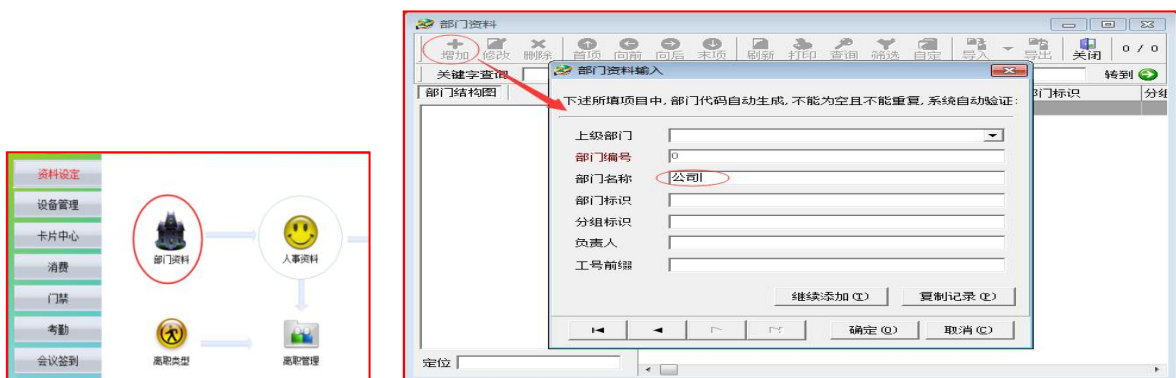 资料设定
设备管理
卡片中心
消费
门禁
考勤
会议签到
部门资料
人事资料
离职类型
离职管理
部门资料
增加 修改 删除 首项 向前 向后 末项 刷新 打印 查询 筛选 自定 导入 导出 关闭 0 / 0
关键字查询 转到
部门结构图 部门标识 分组
部门资料输入
下述所填项目中,部门代码自动生成,不能为空且不能重复,系统自动验证:
上级部门
部门编号 0
部门名称 公司
部门标识
分组标识
负责人
工号前缀
继续添加(T) 复制记录(P)
确定(O) 取消(C)
定位